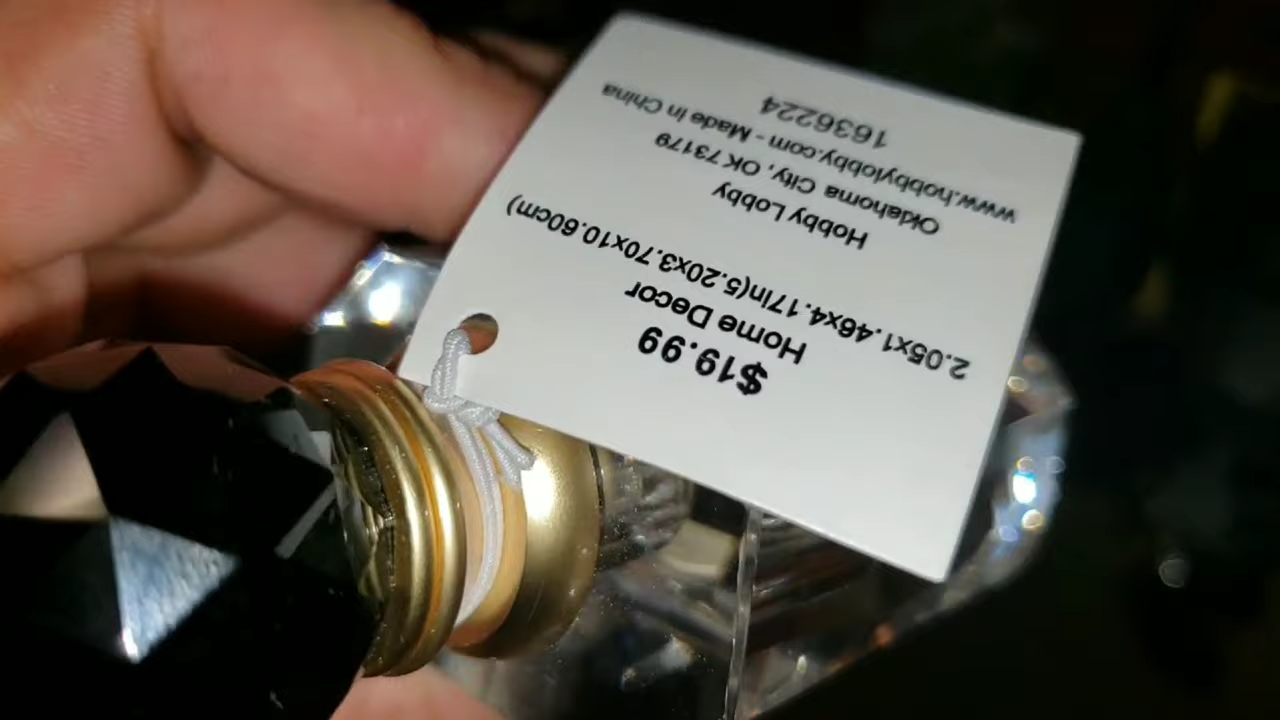 $19.99
Home Decor
2.05x1.46x4.17In(5.20x3.70x10.60cm)
Hobby Lobby
Oklahoma City, OK 73179
www.hobbylobby.com - Made In China
1636224